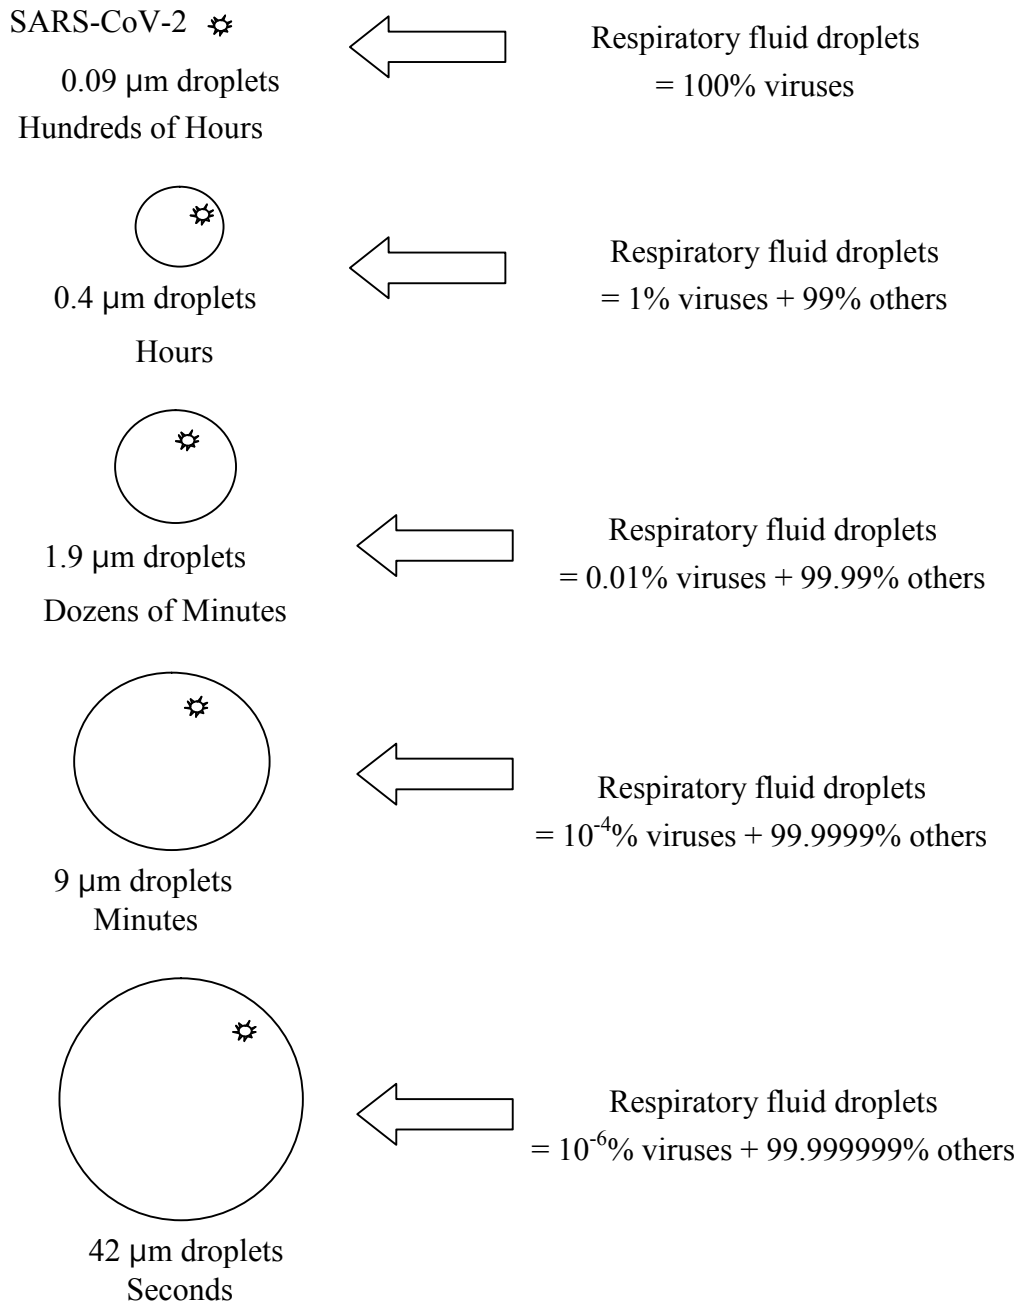 SARS-CoV-2
Respiratory fluid droplets
= 100% viruses
0.09 μm droplets
Hundreds of Hours
Respiratory fluid droplets
= 1% viruses + 99% others
0.4 μm droplets
Hours
Respiratory fluid droplets
= 0.01% viruses + 99.99% others
1.9 μm droplets
Dozens of Minutes
Respiratory fluid droplets
= 10⁻⁴% viruses + 99.9999% others
9 μm droplets
Minutes
Respiratory fluid droplets
= 10⁻⁶% viruses + 99.999999% others
42 μm droplets
Seconds